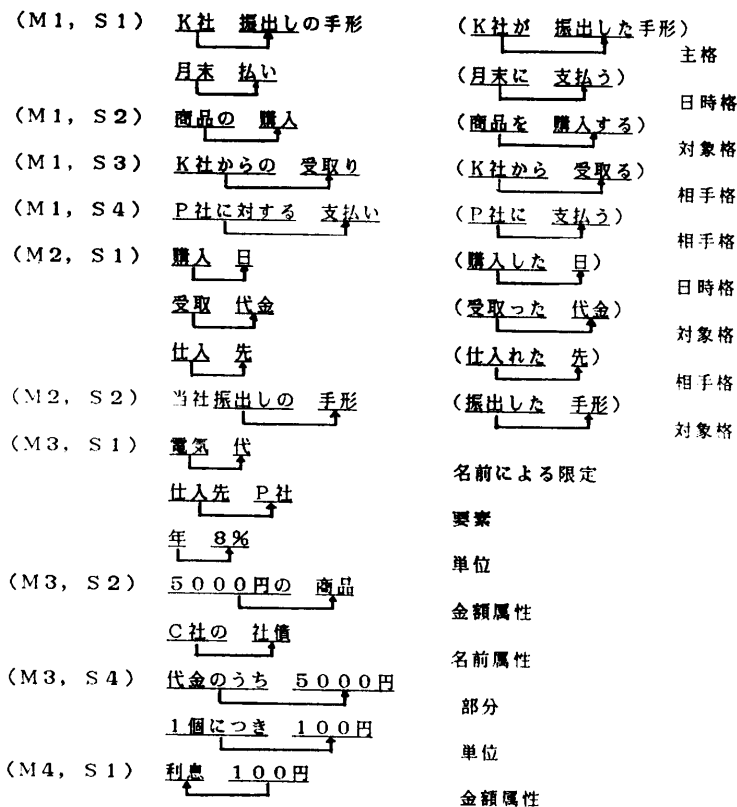 (M1, S1) K社 振出しの手形 (K社が 振出した手形)
主格
月末 払い (月末に 支払う)
日時格
(M1, S2) 商品の 購入 (商品を 購入する)
対象格
(M1, S3) K社からの 受取り (K社から 受取る)
相手格
(M1, S4) P社に対する 支払い (P社に 支払う)
相手格
(M2, S1) 購入 日 (購入した 日)
日時格
受取 代金 (受取った 代金)
対象格
仕入 先 (仕入れた 先)
相手格
(M2, S2) 当社振出しの 手形 (振出した 手形)
対象格
(M3, S1) 電気 代
名前による限定
仕入先 P社
要素
年 8%
単位
(M3, S2) 5000円の 商品
金額属性
C社の 社債
名前属性
(M3, S4) 代金のうち 5000円
部分
1個につき 100円
単位
(M4, S1) 利息 100円
金額属性